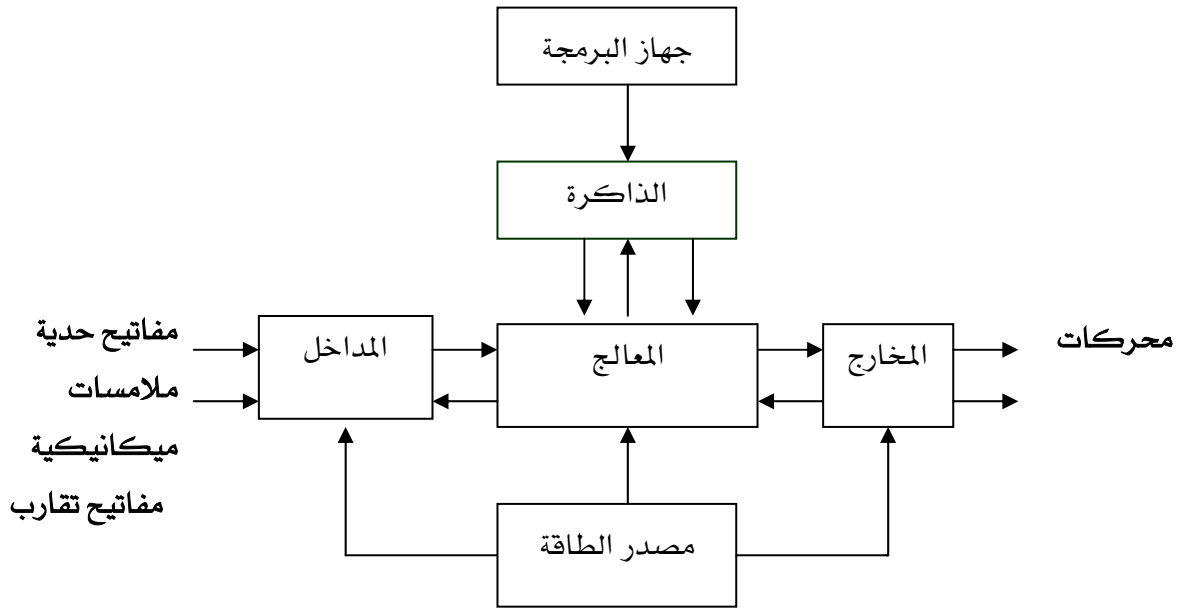 جهاز البرمجة
الذاكرة
مفاتيح حدية
ملامسات
ميكانيكية
مفاتيح تقارب
المداخل
المعالج
المخارج
محركات
مصدر الطاقة